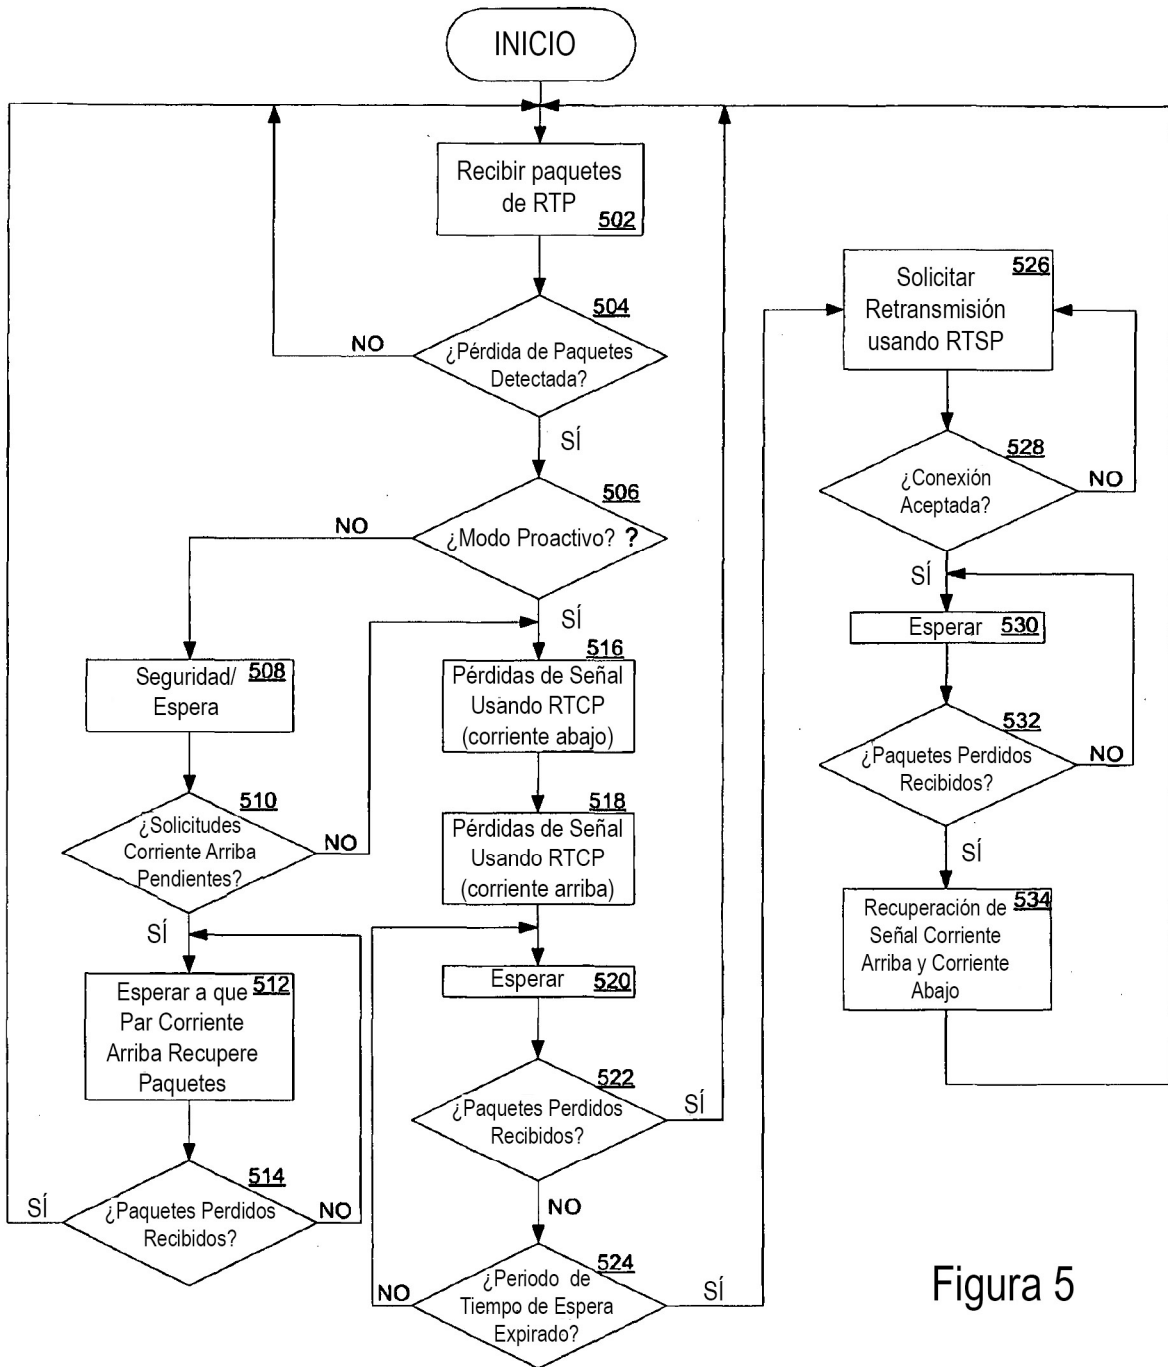 INICIO
Recibir paquetes
de RTP
502
504
¿Pérdida de Paquetes
Detectada?
NO
SÍ
506
¿Modo Proactivo? ?
NO
SÍ
508
Seguridad/
Espera
510
¿Solicitudes
Corriente Arriba
Pendientes?
NO
SÍ
512
Esperar a que
Par Corriente
Arriba Recupere
Paquetes
514
¿Paquetes Perdidos
Recibidos?
SÍ
NO
516
Pérdidas de Señal
Usando RTCP
(corriente abajo)
518
Pérdidas de Señal
Usando RTCP
(corriente arriba)
Esperar 520
522
¿Paquetes Perdidos
Recibidos?
SÍ
NO
524
¿Periodo de
Tiempo de Espera
Expirado?
NO
SÍ
526
Solicitar
Retransmisión
usando RTSP
528
¿Conexión
Aceptada?
NO
SÍ
Esperar 530
532
¿Paquetes Perdidos
Recibidos?
NO
SÍ
534
Recuperación de
Señal Corriente
Arriba y Corriente
Abajo
Figura 5